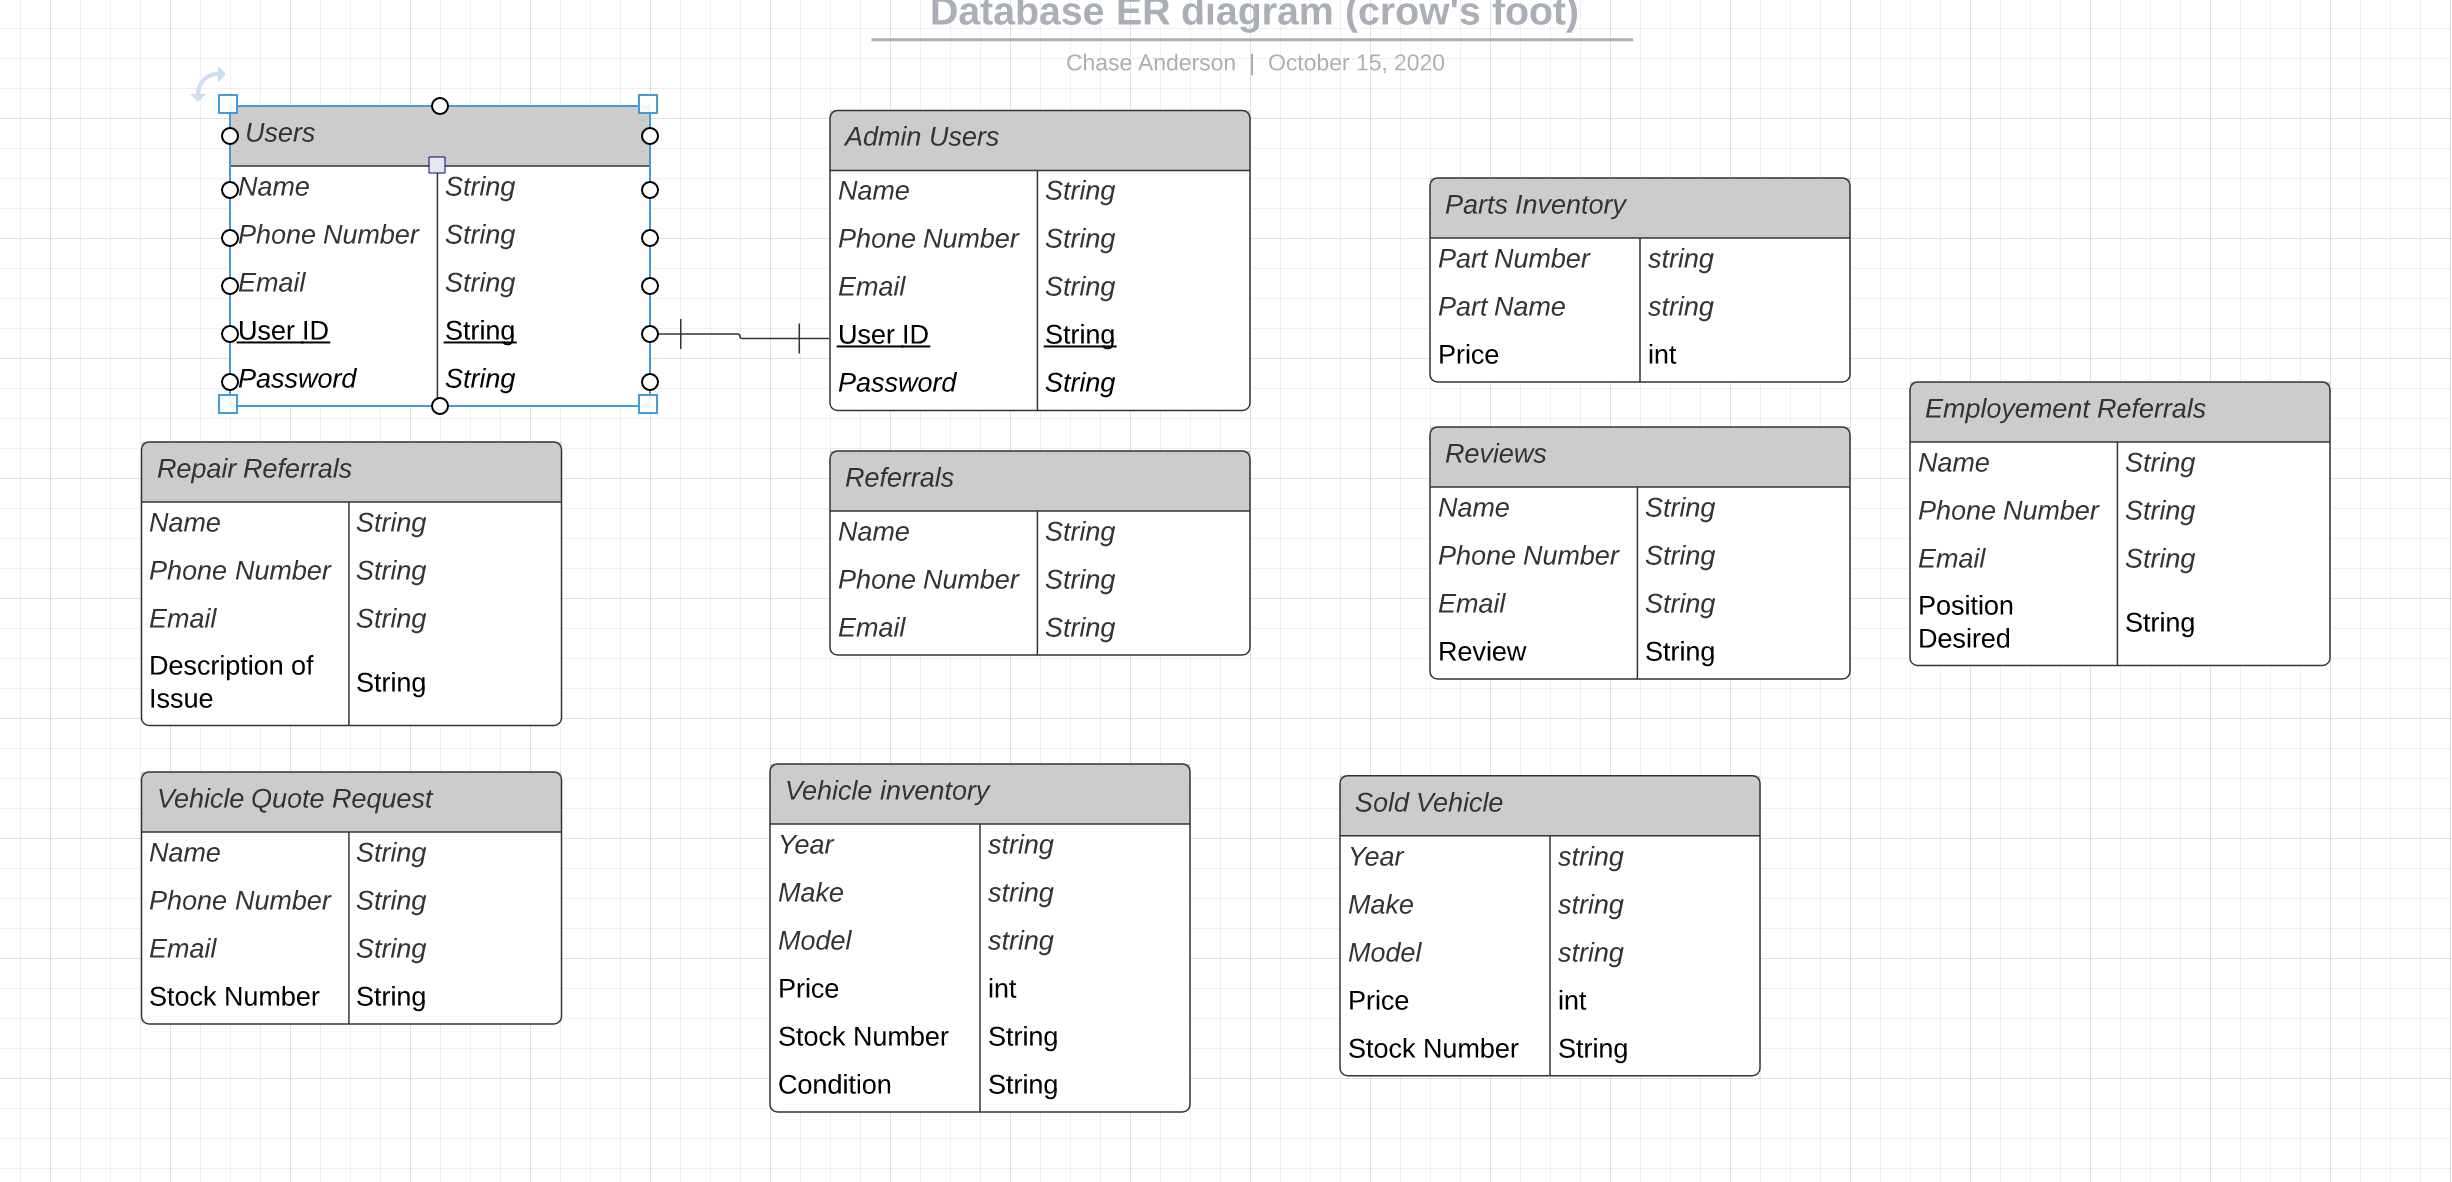 Database ER diagram (crow's foot)
Chase Anderson | October 15, 2020
Users
Name String
Phone Number String
Email String
User ID String
Password String
Admin Users
Name String
Phone Number String
Email String
User ID String
Password String
Parts Inventory
Part Number string
Part Name string
Price int
Employement Referrals
Name String
Phone Number String
Email String
Position
Desired
String
Repair Referrals
Name String
Phone Number String
Email String
Description of
Issue
String
Referrals
Name String
Phone Number String
Email String
Reviews
Name String
Phone Number String
Email String
Review String
Vehicle Quote Request
Name String
Phone Number String
Email String
Stock Number String
Vehicle inventory
Year string
Make string
Model string
Price int
Stock Number String
Condition String
Sold Vehicle
Year string
Make string
Model string
Price int
Stock Number String